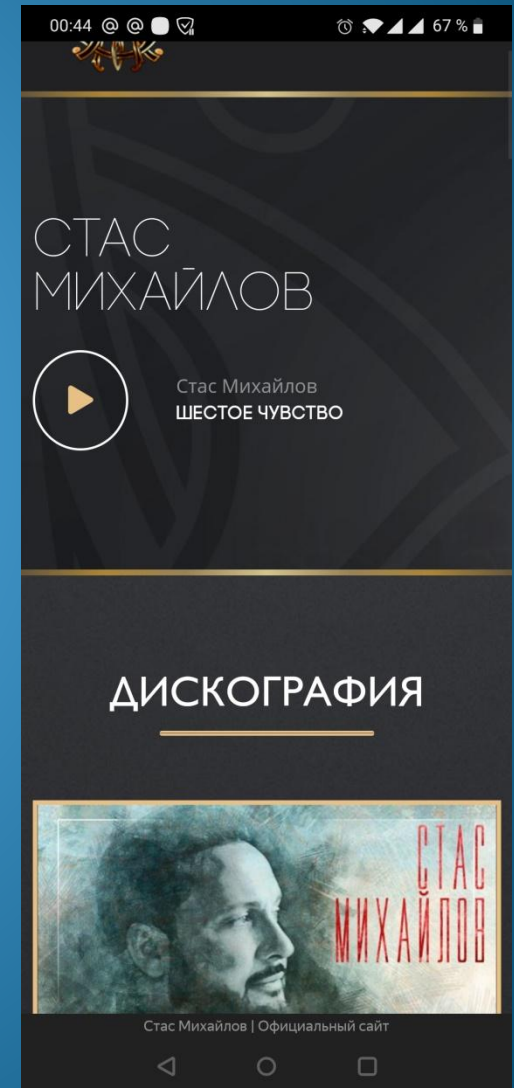 00:44 @ @ 67 %
СТАС
МИХАЙЛОВ
Стас Михайлов
ШЕСТОЕ ЧУВСТВО
ДИСКОГРАФИЯ
СТАС
МИХАЙЛОВ
Стас Михайлов | Официальный сайт